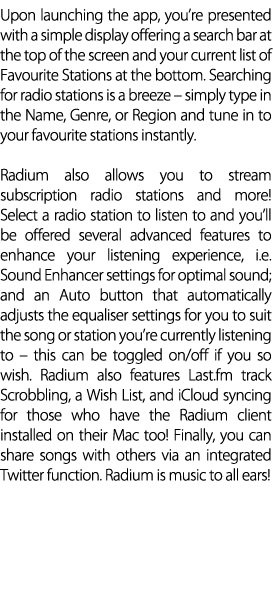 Upon launching the app, you're presented
with a simple display offering a search bar at
the top of the screen and your current list of
Favourite Stations at the bottom. Searching
for radio stations is a breeze – simply type in
the Name, Genre, or Region and tune in to
your favourite stations instantly.

Radium also allows you to stream
subscription radio stations and more!
Select a radio station to listen to and you'll
be offered several advanced features to
enhance your listening experience, i.e.
Sound Enhancer settings for optimal sound;
and an Auto button that automatically
adjusts the equaliser settings for you to suit
the song or station you're currently listening
to – this can be toggled on/off if you so
wish. Radium also features Last.fm track
Scrobbling, a Wish List, and iCloud syncing
for those who have the Radium client
installed on their Mac too! Finally, you can
share songs with others via an integrated
Twitter function. Radium is music to all ears!